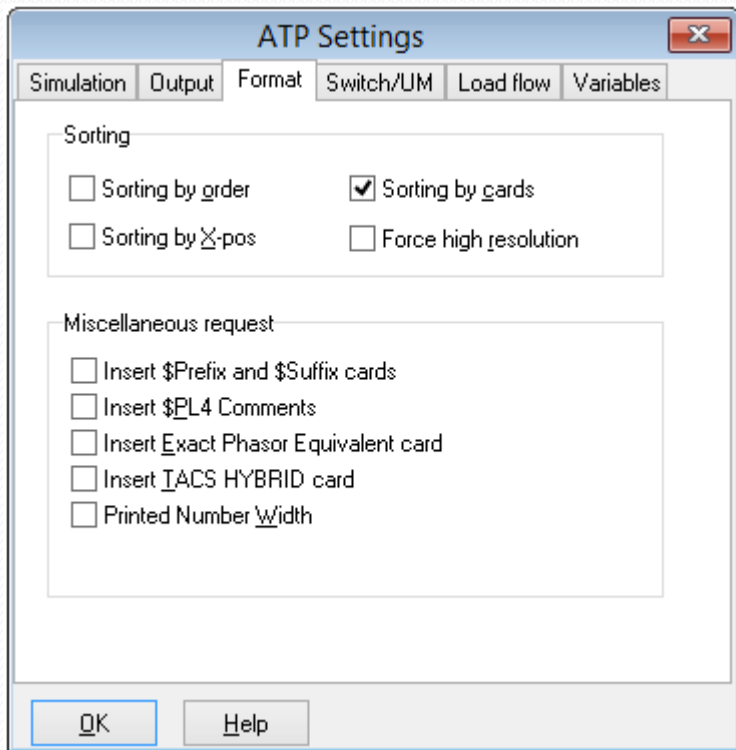 ATP Settings
Simulation Output Format Switch/UM Load flow Variables
Sorting
Sorting by order Sorting by cards
Sorting by X-pos Force high resolution
Miscellaneous request
Insert $Prefix and $Suffix cards
Insert $PL4 Comments
Insert Exact Phasor Equivalent card
Insert TACS HYBRID card
Printed Number Width
OK Help